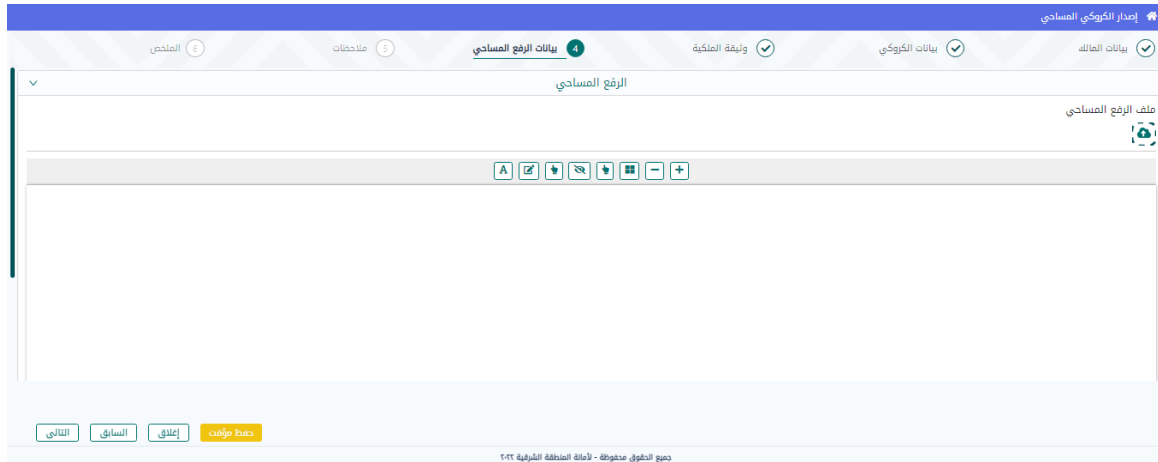 إصدار الكروكي المساحي
بيانات المالك
بيانات الكروكي
وثيقة الملكية
4 بيانات الرفع المساحي
5 ملاحظات
6 الملخص
الرفع المساحي
ملف الرفع المساحي
A
حفظ مؤقت
إغلاق
السابق
التالى
جميع الحقوق محفوظة - لأمانة المنطقة الشرقية ٢٠٢٢